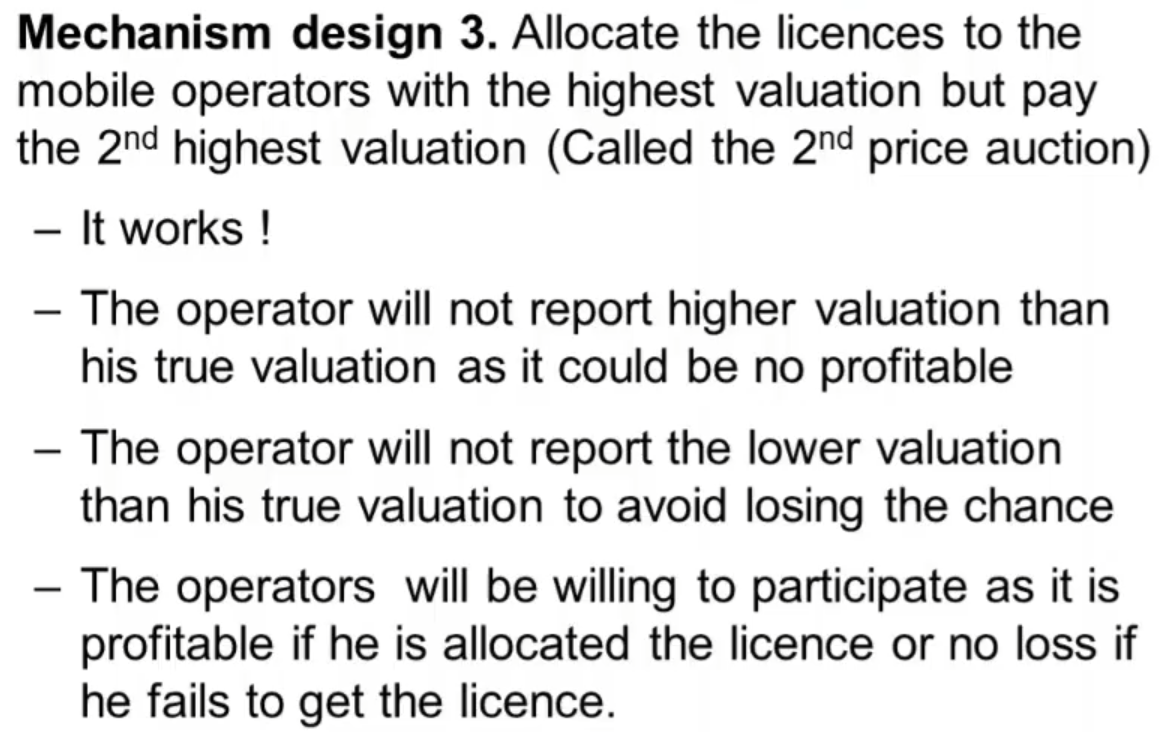 Mechanism design 3. Allocate the licences to the
mobile operators with the highest valuation but pay
the 2nd highest valuation (Called the 2nd price auction)
– It works !
– The operator will not report higher valuation than
his true valuation as it could be no profitable
– The operator will not report the lower valuation
than his true valuation to avoid losing the chance
– The operators will be willing to participate as it is
profitable if he is allocated the licence or no loss if
he fails to get the licence.